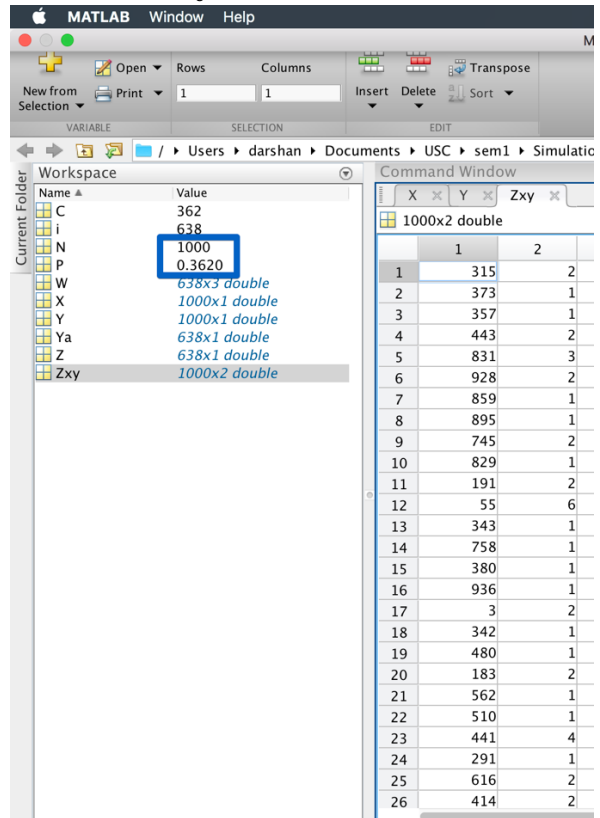 MATLAB Window Help
M
New from Selection
Open
Print
Rows Columns
1 1
Insert Delete
Transpose
Sort
VARIABLE SELECTION EDIT
/ Users darshan Documents USC sem1 Simulatio
Current Folder
Workspace
Name Value
C 362
i 638
N 1000
P 0.3620
W 638x3 double
X 1000x1 double
Y 1000x1 double
Ya 638x1 double
Z 638x1 double
Zxy 1000x2 double
Command Window
X Y Zxy
1000x2 double
1 2
1 315 2
2 373 1
3 357 1
4 443 2
5 831 3
6 928 2
7 859 1
8 895 1
9 745 2
10 829 1
11 191 2
12 55 6
13 343 1
14 758 1
15 380 1
16 936 1
17 3 2
18 342 1
19 480 1
20 183 2
21 562 1
22 510 1
23 441 4
24 291 1
25 616 2
26 414 2